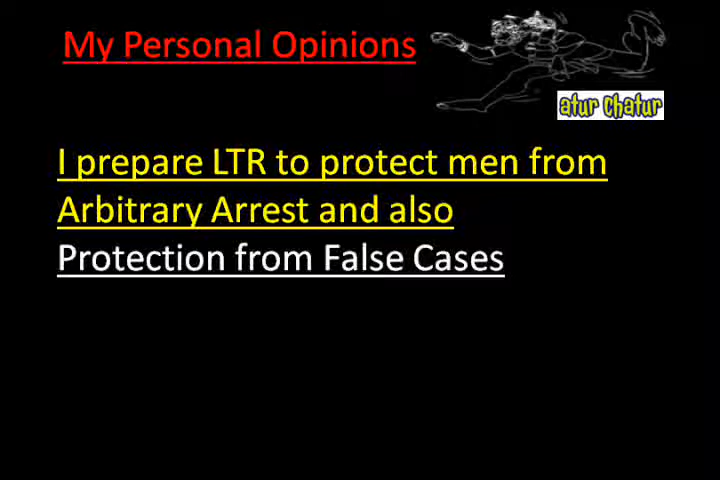 My Personal Opinions
atur chatur
I prepare LTR to protect men from
Arbitrary Arrest and also
Protection from False Cases